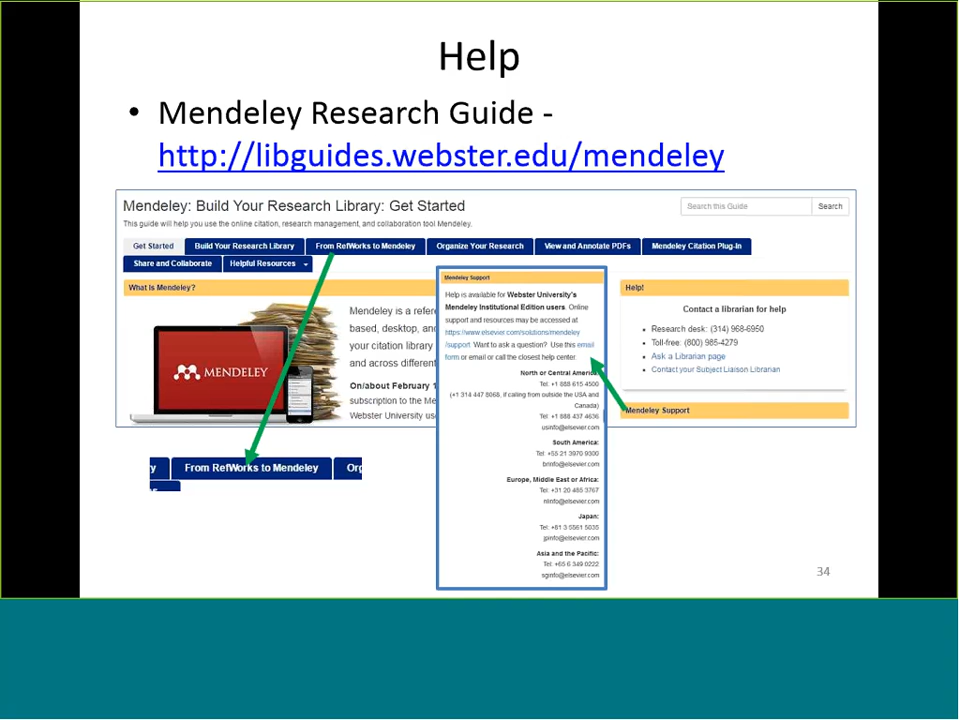 Help
• Mendeley Research Guide -
http://libguides.webster.edu/mendeley
Mendeley: Build Your Research Library: Get Started
Search this Guide
Search
This guide will help you use the online citation, research management, and collaboration tool Mendeley.
Get Started
Build Your Research Library
From RefWorks to Mendeley
Organize Your Research
View and Annotate PDFs
Mendeley Citation Plug-In
Share and Collaborate
Helpful Resources
What Is Mendeley?
Mendeley is a refer
based, desktop, and
your citation library
and across different
On/about February 1
subscription to the Me
Webster University use
MENDELEY
Mendeley Support
Help is available for Webster University's
Mendeley Institutional Edition users. Online
support and resources may be accessed at
https://www.elsevier.com/solutions/mendeley
/support Want to ask a question? Use this email
form or email or call the closest help center.
North or Central America:
Tel. +1 888 615 4500
(+1 314 447 8068, if calling from outside the USA and
Canada)
Tel: +1 888 437 4636
usinfo@elsevier.com
South America:
Tel: +55 21 3970 9300
brinfo@elsevier.com
Europe, Middle East or Africa:
Tel: +31 20 485 3767
nlinfo@elsevier.com
Japan:
Tel: +81 3 5561 5035
jpinfo@elsevier.com
Asia and the Pacific:
Tel: +65 6 349 0222
sginfo@elsevier.com
Help!
Contact a librarian for help
• Research desk: (314) 968-6950
• Toll-free: (800) 985-4279
• Ask a Librarian page
• Contact your Subject Liaison Librarian
Mendeley Support
y
From RefWorks to Mendeley
Org
34